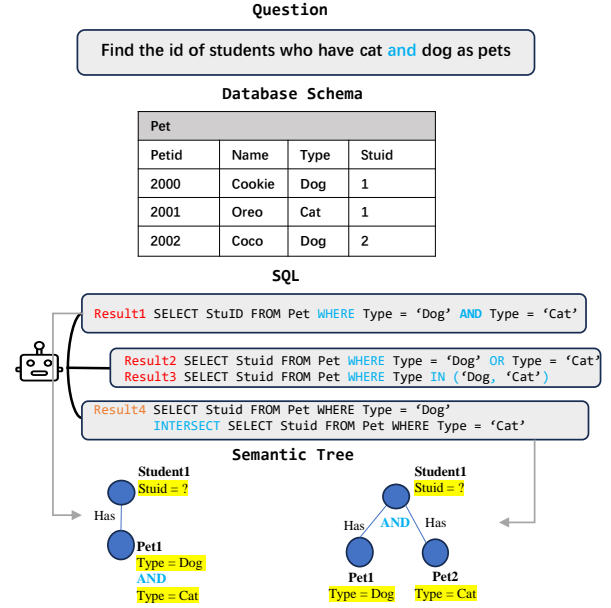 Question
Find the id of students who have cat and dog as pets
Database Schema
Pet
Petid Name Type Stuid
2000 Cookie Dog 1
2001 Oreo Cat 1
2002 Coco Dog 2
SQL
Result1 SELECT StuID FROM Pet WHERE Type = ‘Dog’ AND Type = ‘Cat’
Result2 SELECT Stuid FROM Pet WHERE Type = ‘Dog’ OR Type = ‘Cat’
Result3 SELECT Stuid FROM Pet WHERE Type IN (‘Dog, ‘Cat’)
Result4 SELECT Stuid FROM Pet WHERE Type = ‘Dog’
INTERSECT SELECT Stuid FROM Pet WHERE Type = ‘Cat’
Semantic Tree
Student1
Stuid = ?
Has
Pet1
Type = Dog
AND
Type = Cat
Student1
Stuid = ?
Has AND Has
Pet1 Pet2
Type = Dog Type = Cat